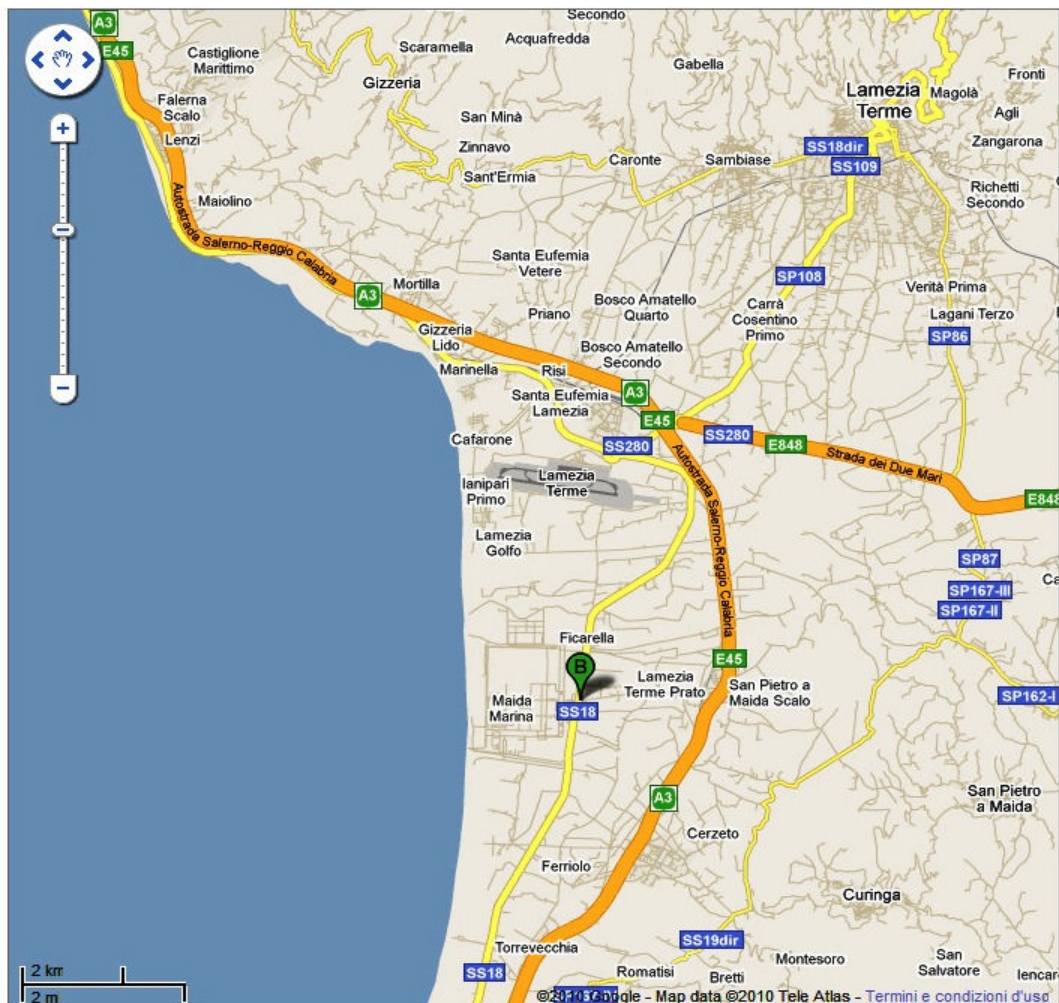 A3
Secondo
E45
Castiglione
Marittimo
Scaramella
Acquafredda
Gizzeria
Gabella
Lamezia
Terme
Magolà
Fronti
Agli
Zangarona
Falerna
Scalo
Lenzi
San Minà
Zinnavo
Sant'Ermia
Caronte
Sambiase
SS18dir
SS109
Richetti
Secondo
Maiolino
Autostrada Salerno-Reggio Calabria
Santa Eufemia
Vetere
SP108
A3
Mortilla
Priano
Bosco Amatello
Quarto
Carrà
Cosentino
Primo
Verità Prima
Lagani Terzo
SP86
Gizzeria
Lido
Marinella
Risi
Bosco Amatello
Secondo
Santa Eufemia
Lamezia
A3
E45
SS280
SS280
E848
Strada dei Due Mari
E848
Cafarone
Ianipari
Primo
Lamezia
Terme
Autostrada Salerno-Reggio Calabria
Lamezia
Golfo
SP87
SP167-III
SP167-II
Ficarella
B
E45
Lamezia
Terme Prato
San Pietro a
Maida Scalo
Maida
Marina
SS18
SP162-I
A3
San Pietro
a Maida
Cerzeto
Ferriolo
Curinga
SS19dir
Torrevecchia
Montesoro
San
Salvatore
SS18
Romatisi
Bretti
Iencar
2 km
2 m
©2010 Google - Map data ©2010 Tele Atlas - Termini e condizioni d'uso